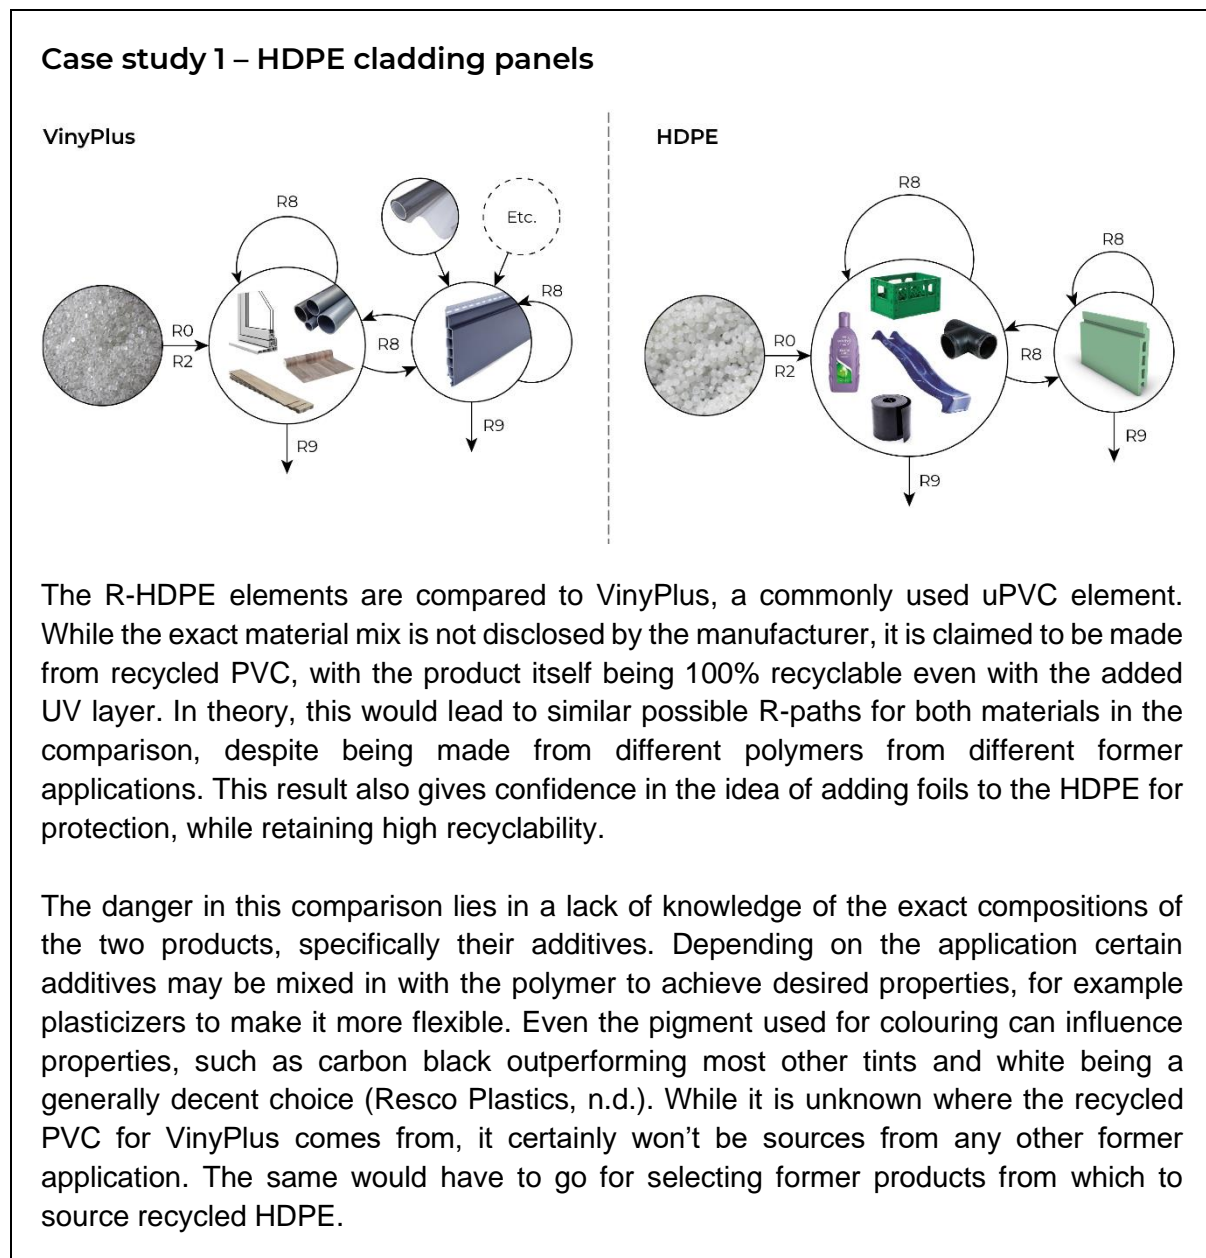 Case study 1 – HDPE cladding panels
VinyPlus
HDPE
R8
Etc.
R8
R0
R2
R8
R9
R9
R8
R8
R0
R2
R8
R9
R9
The R-HDPE elements are compared to VinyPlus, a commonly used uPVC element.
While the exact material mix is not disclosed by the manufacturer, it is claimed to be made
from recycled PVC, with the product itself being 100% recyclable even with the added
UV layer. In theory, this would lead to similar possible R-paths for both materials in the
comparison, despite being made from different polymers from different former
applications. This result also gives confidence in the idea of adding foils to the HDPE for
protection, while retaining high recyclability.
The danger in this comparison lies in a lack of knowledge of the exact compositions of
the two products, specifically their additives. Depending on the application certain
additives may be mixed in with the polymer to achieve desired properties, for example
plasticizers to make it more flexible. Even the pigment used for colouring can influence
properties, such as carbon black outperforming most other tints and white being a
generally decent choice (Resco Plastics, n.d.). While it is unknown where the recycled
PVC for VinyPlus comes from, it certainly won’t be sources from any other former
application. The same would have to go for selecting former products from which to
source recycled HDPE.